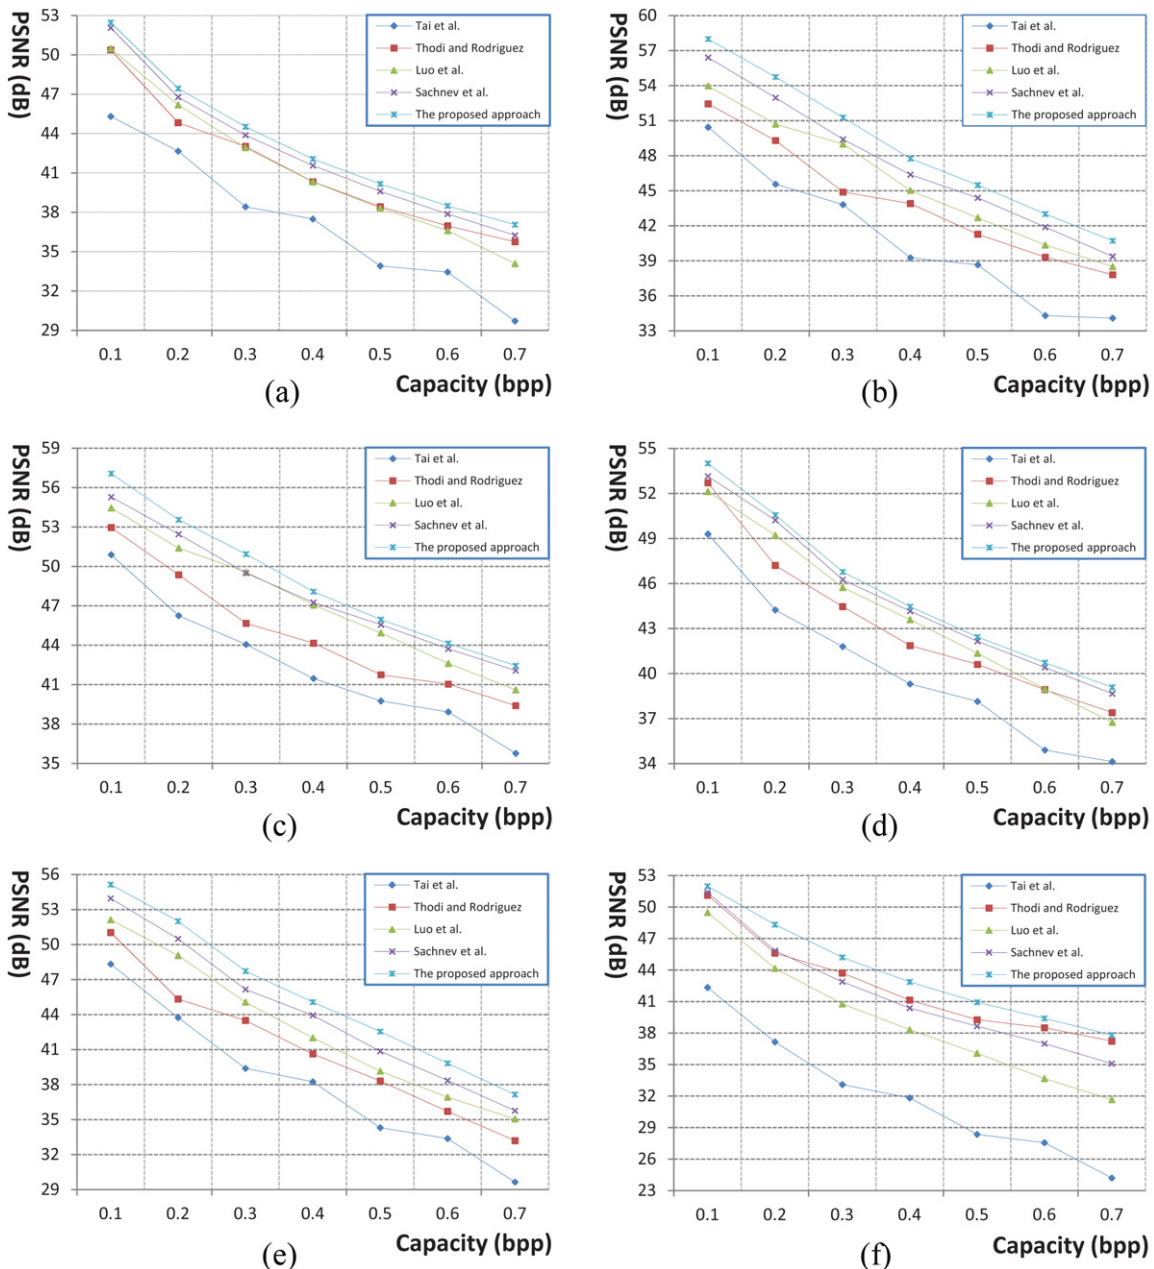 PSNR (dB)
53
50
47
44
41
38
35
32
29
Tai et al.
Thodi and Rodriguez
Luo et al.
Sachnev et al.
The proposed approach
0.1 0.2 0.3 0.4 0.5 0.6 0.7
Capacity (bpp)
(a)
PSNR (dB)
60
57
54
51
48
45
42
39
36
33
Tai et al.
Thodi and Rodriguez
Luo et al.
Sachnev et al.
The proposed approach
0.1 0.2 0.3 0.4 0.5 0.6 0.7
Capacity (bpp)
(b)
PSNR (dB)
59
56
53
50
47
44
41
38
35
Tai et al.
Thodi and Rodriguez
Luo et al.
Sachnev et al.
The proposed approach
0.1 0.2 0.3 0.4 0.5 0.6 0.7
Capacity (bpp)
(c)
PSNR (dB)
55
52
49
46
43
40
37
34
Tai et al.
Thodi and Rodriguez
Luo et al.
Sachnev et al.
The proposed approach
0.1 0.2 0.3 0.4 0.5 0.6 0.7
Capacity (bpp)
(d)
PSNR (dB)
56
53
50
47
44
41
38
35
32
29
Tai et al.
Thodi and Rodriguez
Luo et al.
Sachnev et al.
The proposed approach
0.1 0.2 0.3 0.4 0.5 0.6 0.7
Capacity (bpp)
(e)
PSNR (dB)
53
50
47
44
41
38
35
32
29
26
23
Tai et al.
Thodi and Rodriguez
Luo et al.
Sachnev et al.
The proposed approach
0.1 0.2 0.3 0.4 0.5 0.6 0.7
Capacity (bpp)
(f)